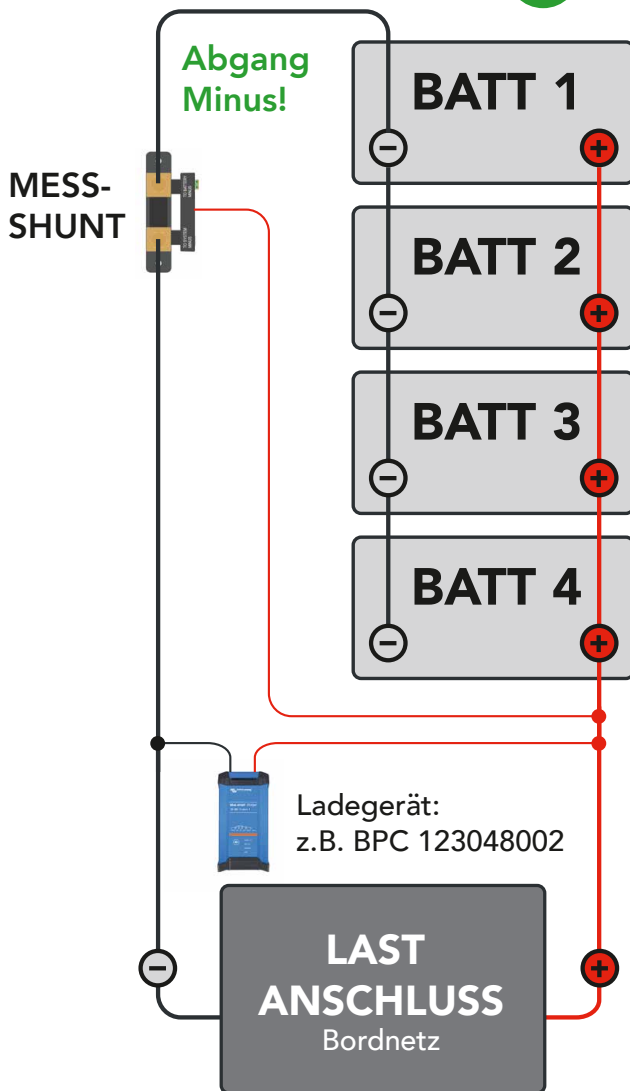 Abgang
Minus!
BATT 1
MESS-
SHUNT
BATT 2
BATT 3
BATT 4
Ladegerät:
z.B. BPC 123048002
LAST
ANSCHLUSS
Bordnetz